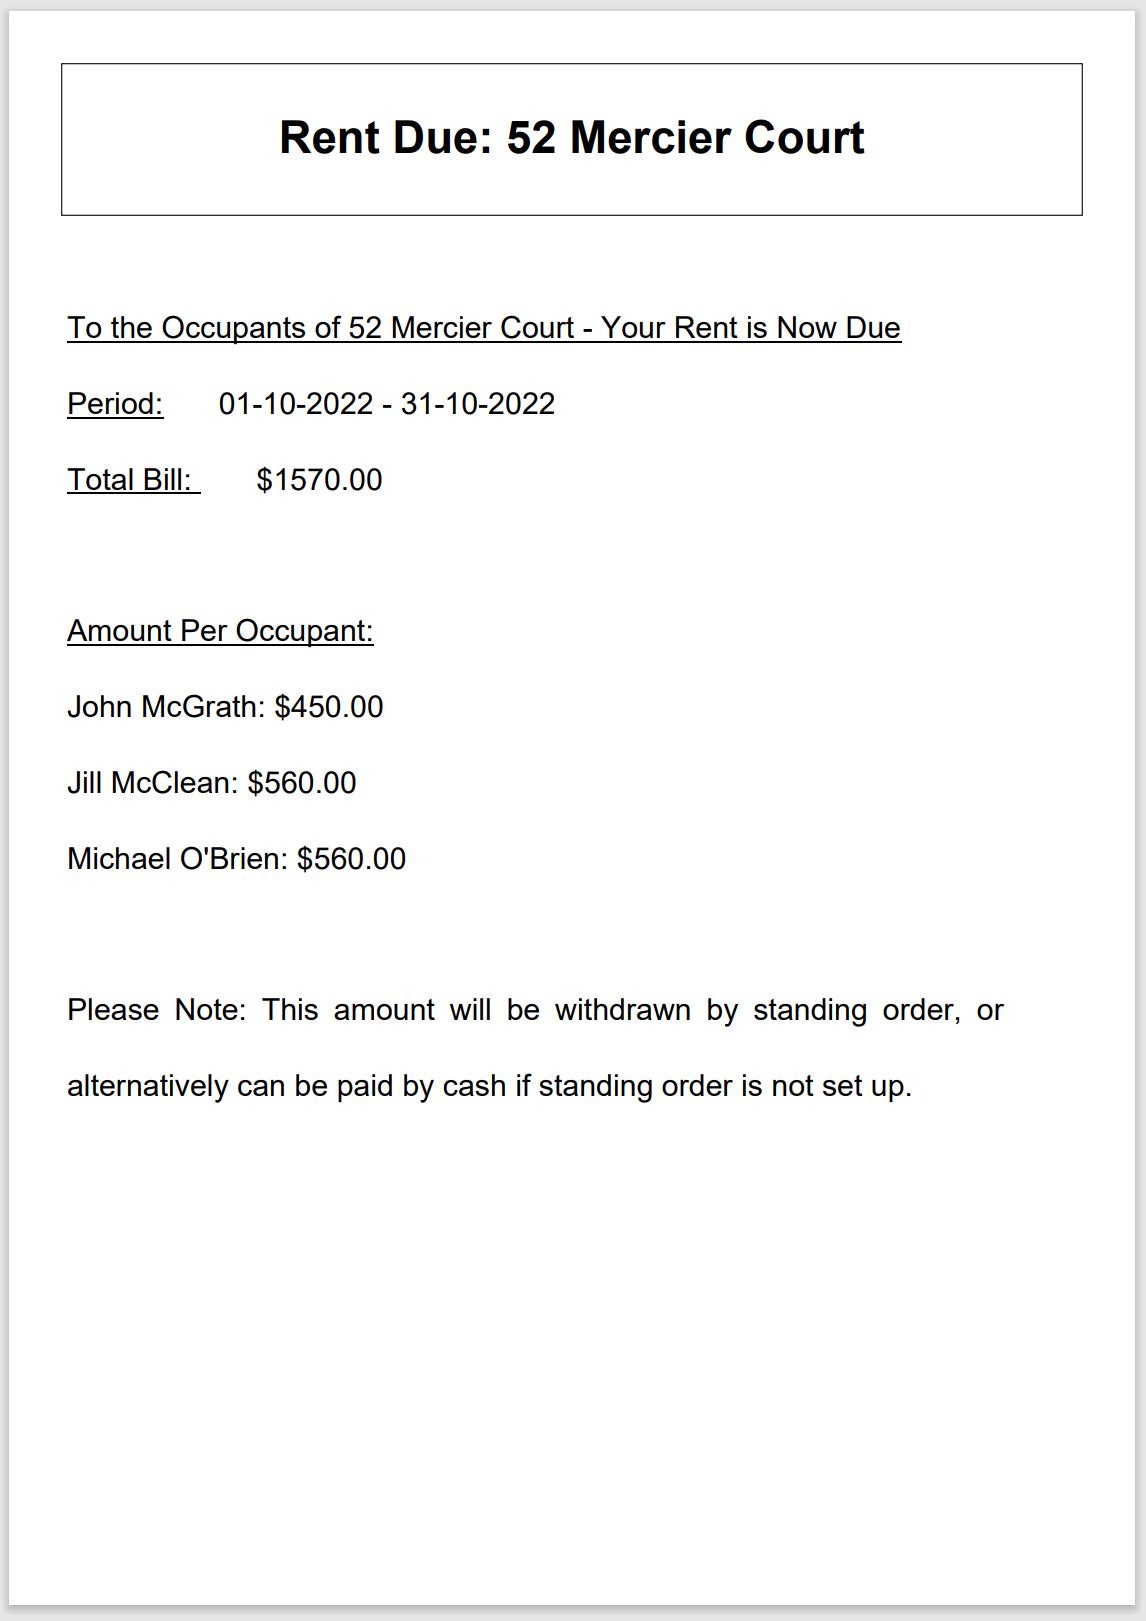 Rent Due: 52 Mercier Court
To the Occupants of 52 Mercier Court - Your Rent is Now Due
Period: 01-10-2022 - 31-10-2022
Total Bill: $1570.00
Amount Per Occupant:
John McGrath: $450.00
Jill McClean: $560.00
Michael O'Brien: $560.00
Please Note: This amount will be withdrawn by standing order, or
alternatively can be paid by cash if standing order is not set up.